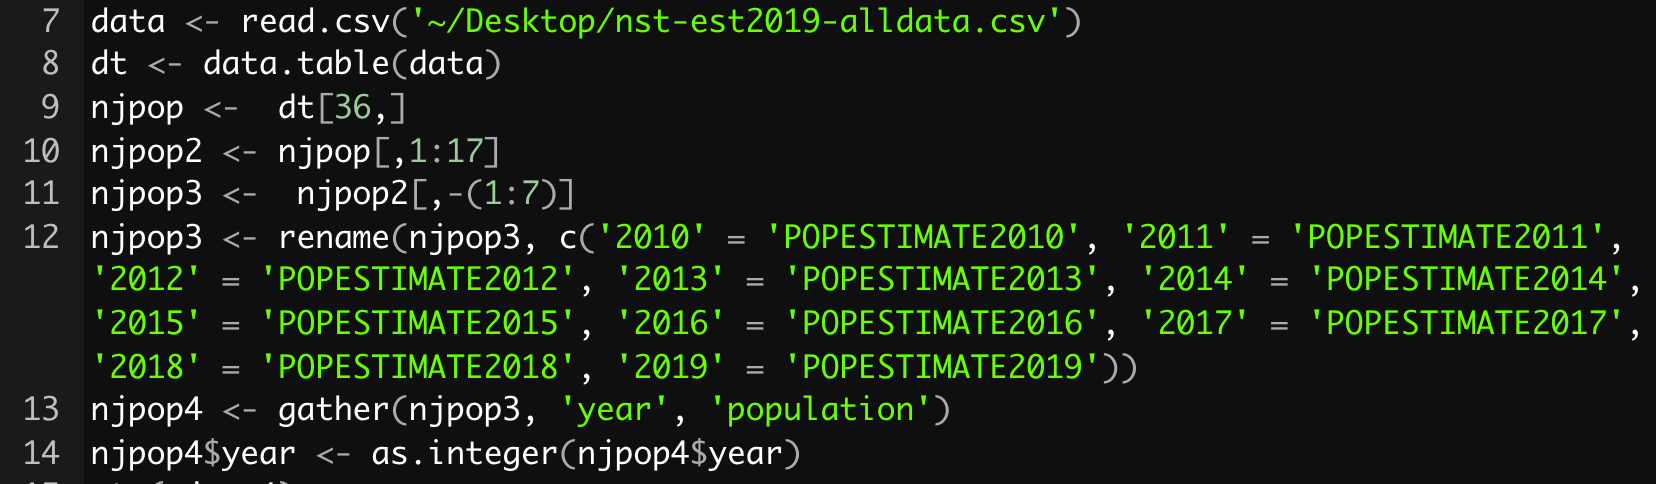 7 data <- read.csv('~/Desktop/nst-est2019-alldata.csv')
8 dt <- data.table(data)
9 njpop <-  dt[36,]
10 njpop2 <- njpop[,1:17]
11 njpop3 <-  njpop2[,-(1:7)]
12 njpop3 <- rename(njpop3, c('2010' = 'POPESTIMATE2010', '2011' = 'POPESTIMATE2011',
'2012' = 'POPESTIMATE2012', '2013' = 'POPESTIMATE2013', '2014' = 'POPESTIMATE2014',
'2015' = 'POPESTIMATE2015', '2016' = 'POPESTIMATE2016', '2017' = 'POPESTIMATE2017',
'2018' = 'POPESTIMATE2018', '2019' = 'POPESTIMATE2019'))
13 njpop4 <- gather(njpop3, 'year', 'population')
14 njpop4$year <- as.integer(njpop4$year)